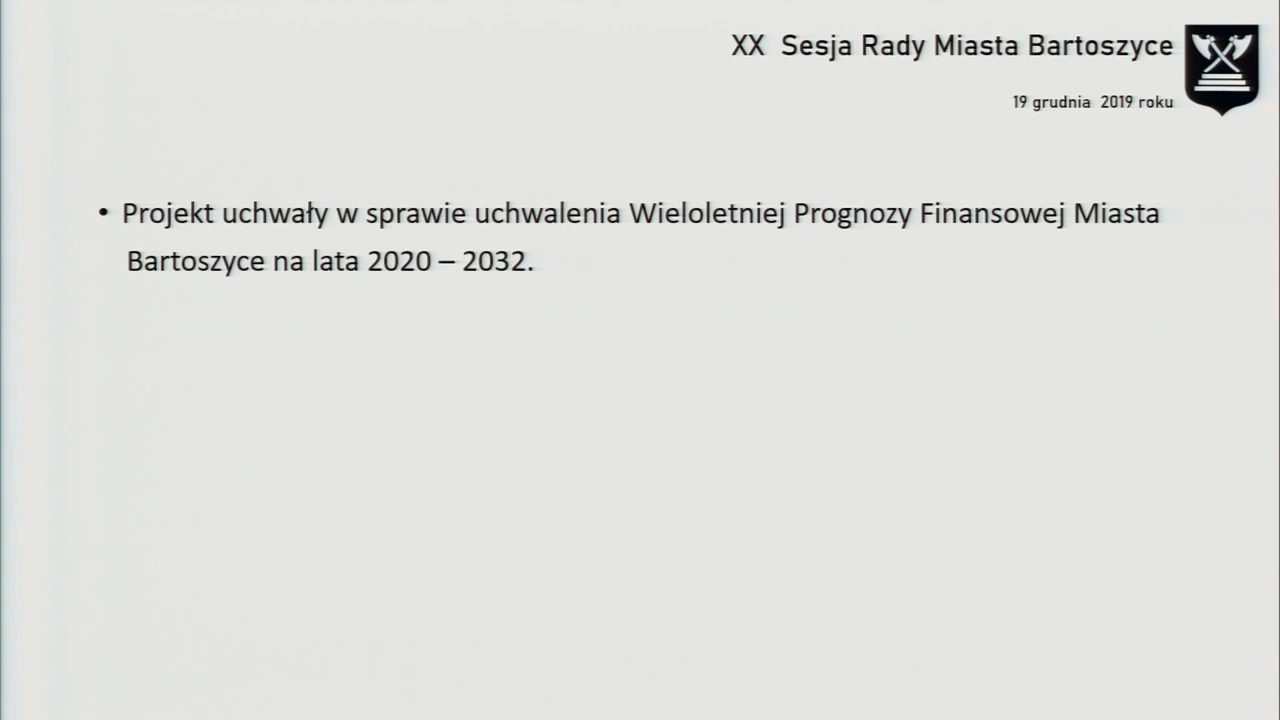 XX Sesja Rady Miasta Bartoszyce
19 grudnia 2019 roku
• Projekt uchwały w sprawie uchwalenia Wieloletniej Prognozy Finansowej Miasta
Bartoszyce na lata 2020 – 2032.